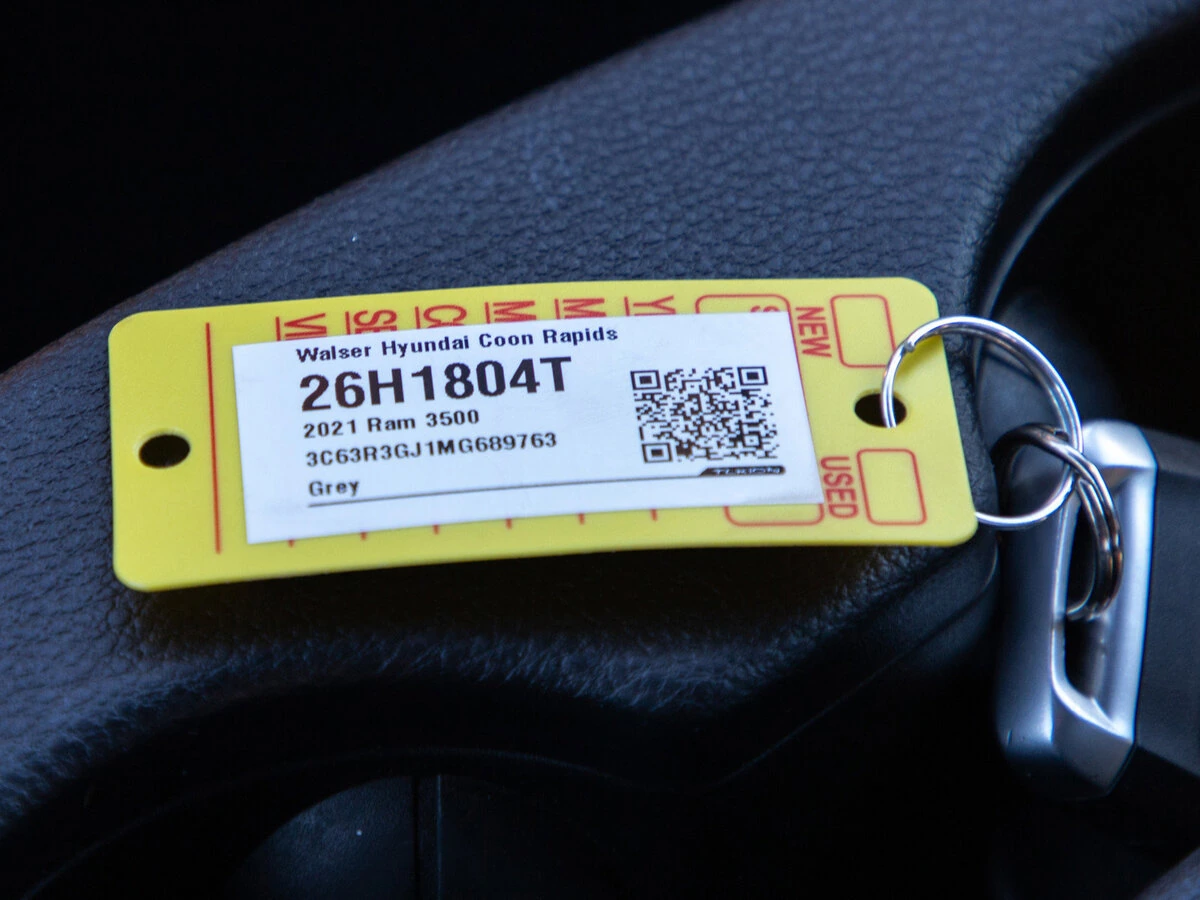 Walser Hyundai Coon Rapids
26H1804T
2021 Ram 3500
3C63R3GJ1MG689763
Grey
NEW
USED